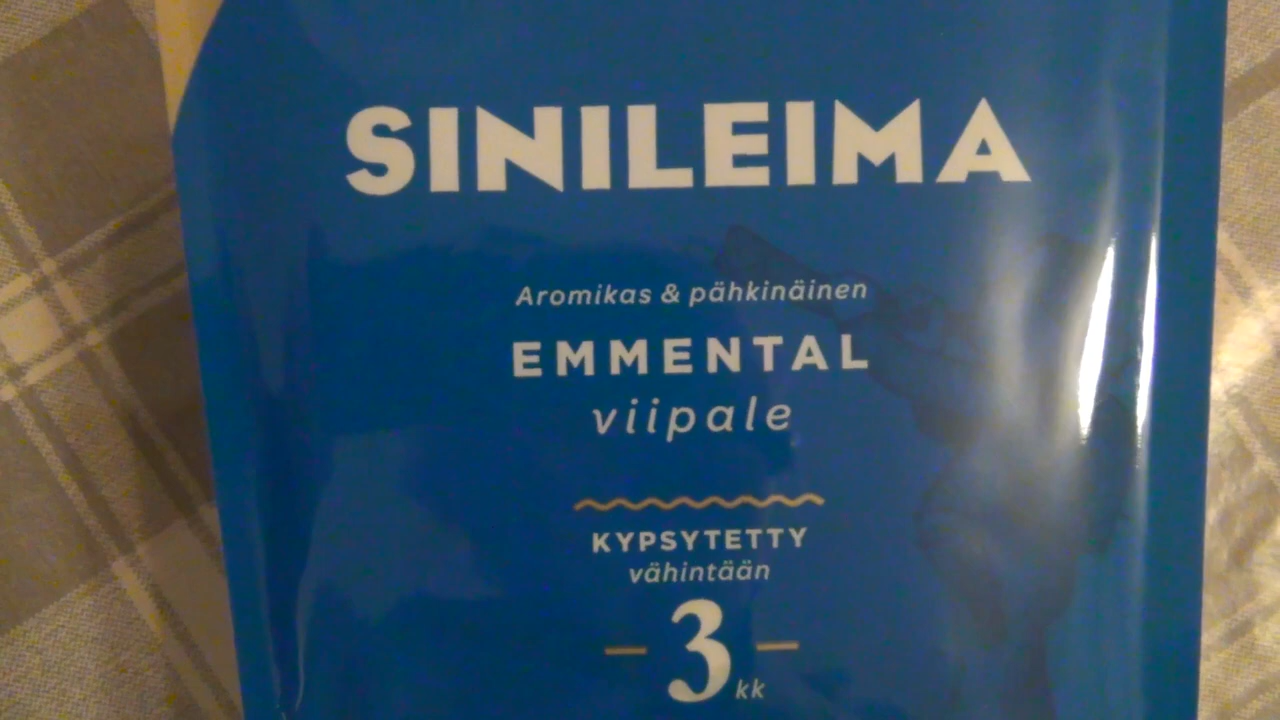 SINILEIMA
Aromikas & pähkinäinen
EMMENTAL
viipale
KYPSYTETTY
vähintään
3 kk